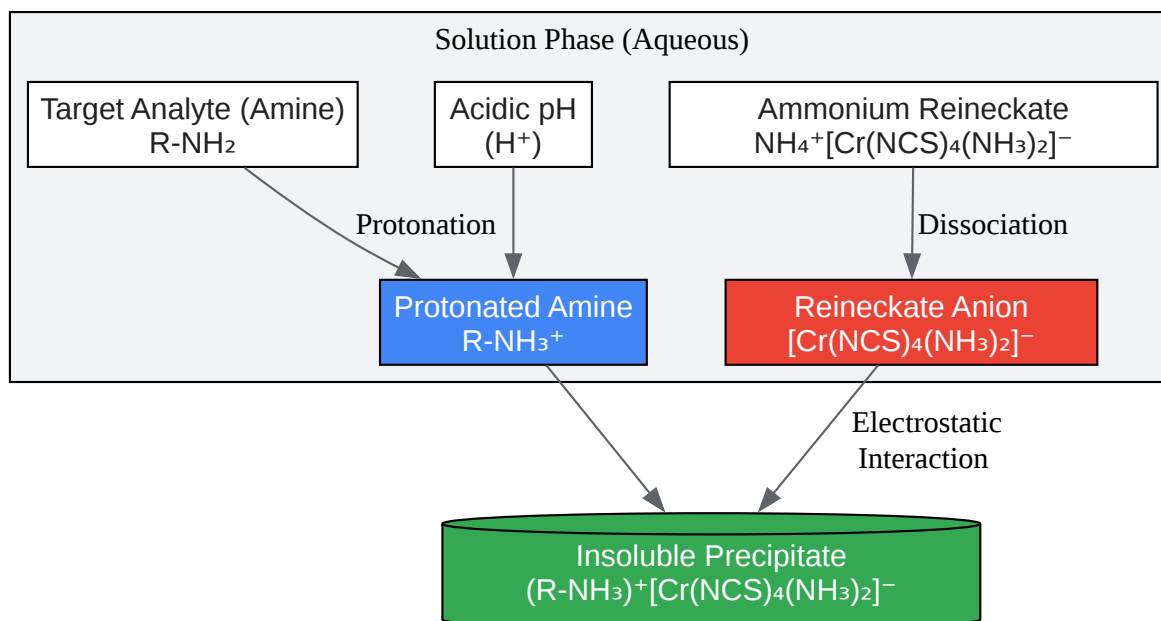 Solution Phase (Aqueous)
Target Analyte (Amine)
R-NH₂
Acidic pH
(H⁺)
Ammonium Reineckate
NH₄⁺[Cr(NCS)₄(NH₃)₂]⁻
Protonation
Dissociation
Protonated Amine
R-NH₃⁺
Reineckate Anion
[Cr(NCS)₄(NH₃)₂]⁻
Electrostatic
Interaction
Insoluble Precipitate
(R-NH₃)⁺[Cr(NCS)₄(NH₃)₂]⁻